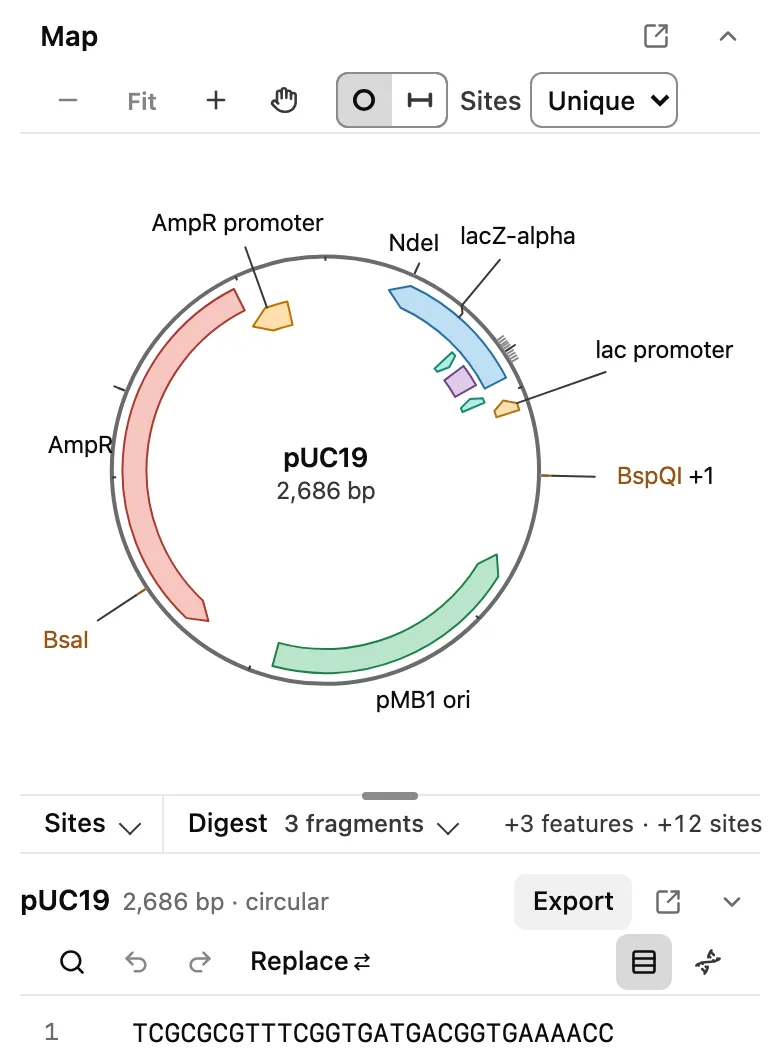 Map
Fit
Sites
Unique
AmpR promoter
NdeI
lacZ-alpha
lac promoter
AmpR
pUC19
2,686 bp
BspQI +1
BsaI
pMB1 ori
Sites
Digest 3 fragments
+3 features · +12 sites
pUC19 2,686 bp · circular
Export
Replace
1 TCGCGCGTTTCGGTGATGACGGTGAAAACC